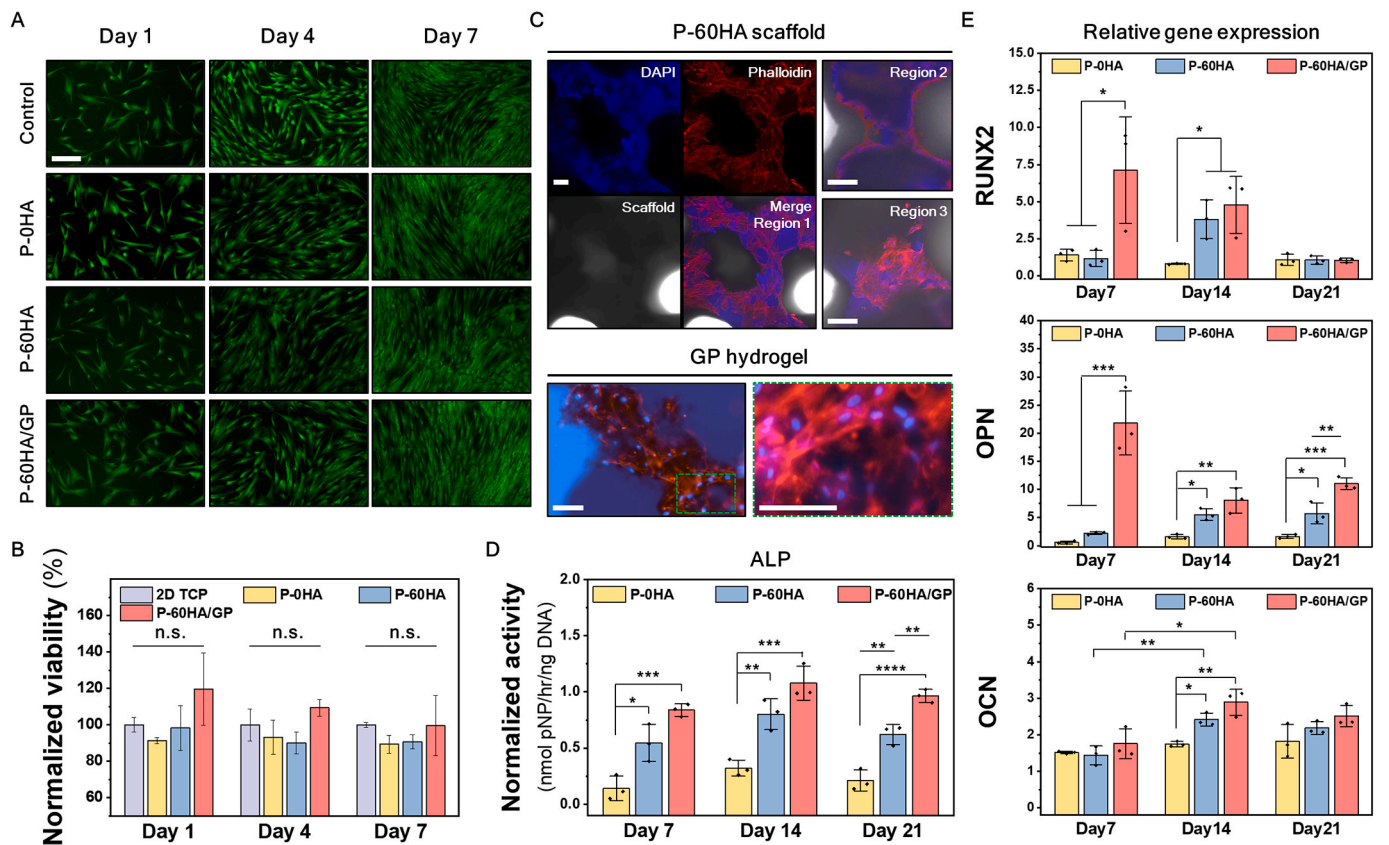 A
Day 1
Day 4
Day 7
Control
P-0HA
P-60HA
P-60HA/GP
B
Normalized viability (%)
2D TCP
P-0HA
P-60HA
P-60HA/GP
160
140
120
100
80
60
n.s.
n.s.
n.s.
Day 1
Day 4
Day 7
C
P-60HA scaffold
DAPI
Phalloidin
Region 2
Scaffold
Merge
Region 1
Region 3
GP hydrogel
D
ALP
Normalized activity
(nmol pNP/hr/ng DNA)
P-0HA
P-60HA
P-60HA/GP
2.0
1.5
1.0
0.5
0.0
*
***
**
***
**
**
****
Day 7
Day 14
Day 21
E
Relative gene expression
RUNX2
P-0HA
P-60HA
P-60HA/GP
15.0
12.5
10.0
7.5
5.0
2.5
0.0
*
*
Day7
Day14
Day21
OPN
P-0HA
P-60HA
P-60HA/GP
40
35
30
25
20
15
10
5
0
***
*
**
*
***
**
Day7
Day14
Day21
OCN
P-0HA
P-60HA
P-60HA/GP
6
5
4
3
2
1
0
*
**
**
*
Day7
Day14
Day21